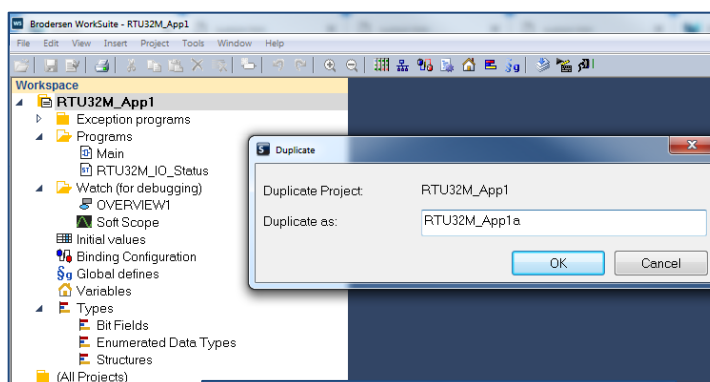 Brodersen WorkSuite - RTU32M_App1
File Edit View Insert Project Tools Window Help
Workspace
RTU32M_App1
Exception programs
Programs
Main
RTU32M_IO_Status
Watch (for debugging)
OVERVIEW1
Soft Scope
Initial values
Binding Configuration
Global defines
Variables
Types
Bit Fields
Enumerated Data Types
Structures
(All Projects)
Duplicate
Duplicate Project: RTU32M_App1
Duplicate as: RTU32M_App1a
OK Cancel